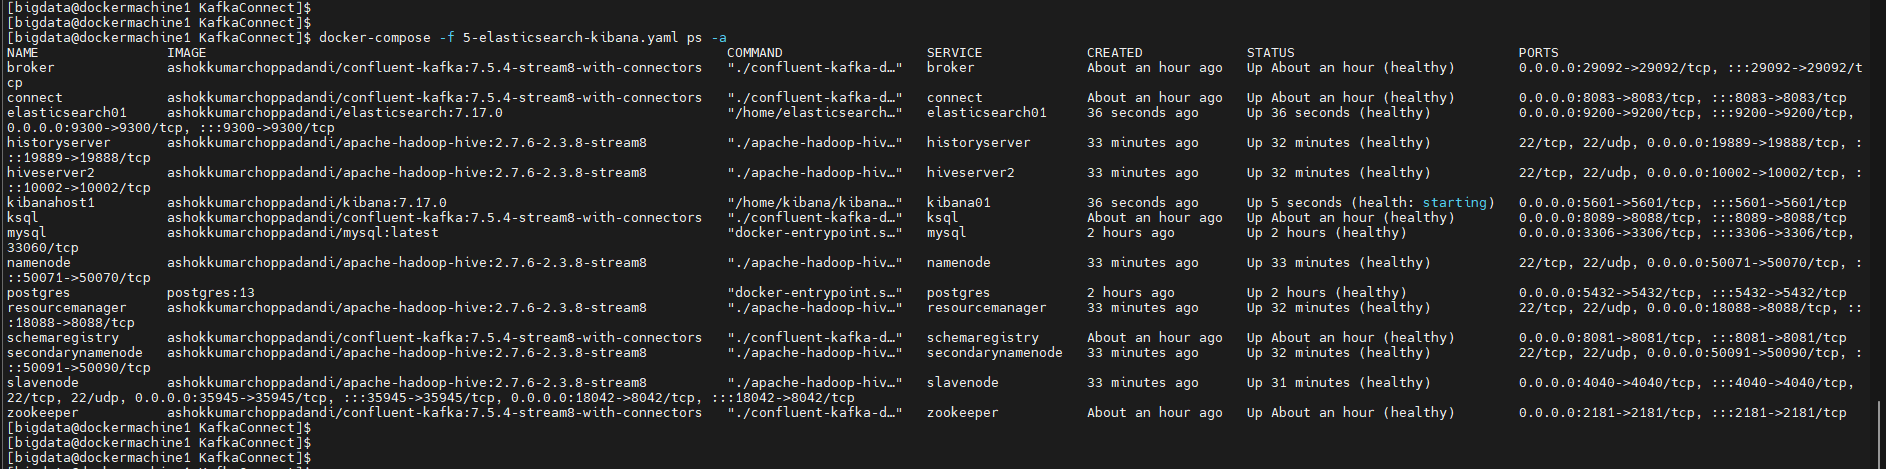 [bigdata@dockermachine1 KafkaConnect]$
[bigdata@dockermachine1 KafkaConnect]$
[bigdata@dockermachine1 KafkaConnect]$ docker-compose -f 5-elasticsearch-kibana.yaml ps -a
NAME                IMAGE                                                                 COMMAND                  SERVICE             CREATED             STATUS                            PORTS
broker              ashokkumarchoppadandi/confluent-kafka:7.5.4-stream8-with-connectors   "./confluent-kafka-d…"   broker              About an hour ago   Up About an hour (healthy)        0.0.0.0:29092->29092/tcp, :::29092->29092/t
cp
connect             ashokkumarchoppadandi/confluent-kafka:7.5.4-stream8-with-connectors   "./confluent-kafka-d…"   connect             About an hour ago   Up About an hour (healthy)        0.0.0.0:8083->8083/tcp, :::8083->8083/tcp
elasticsearch01     ashokkumarchoppadandi/elasticsearch:7.17.0                            "/home/elasticsearch…"   elasticsearch01     36 seconds ago      Up 36 seconds (healthy)           0.0.0.0:9200->9200/tcp, :::9200->9200/tcp,
0.0.0.0:9300->9300/tcp, :::9300->9300/tcp
historyserver       ashokkumarchoppadandi/apache-hadoop-hive:2.7.6-2.3.8-stream8          "./apache-hadoop-hiv…"   historyserver       33 minutes ago      Up 32 minutes (healthy)           22/tcp, 22/udp, 0.0.0.0:19889->19888/tcp, :
::19889->19888/tcp
hiveserver2         ashokkumarchoppadandi/apache-hadoop-hive:2.7.6-2.3.8-stream8          "./apache-hadoop-hiv…"   hiveserver2         33 minutes ago      Up 32 minutes (healthy)           22/tcp, 22/udp, 0.0.0.0:10002->10002/tcp, :
::10002->10002/tcp
kibanahost1         ashokkumarchoppadandi/kibana:7.17.0                                   "/home/kibana/kibana…"   kibana01            36 seconds ago      Up 5 seconds (health: starting)   0.0.0.0:5601->5601/tcp, :::5601->5601/tcp
ksql                ashokkumarchoppadandi/confluent-kafka:7.5.4-stream8-with-connectors   "./confluent-kafka-d…"   ksql                About an hour ago   Up About an hour (healthy)        0.0.0.0:8089->8088/tcp, :::8089->8088/tcp
mysql               ashokkumarchoppadandi/mysql:latest                                    "docker-entrypoint.s…"   mysql               2 hours ago         Up 2 hours (healthy)              0.0.0.0:3306->3306/tcp, :::3306->3306/tcp,
33060/tcp
namenode            ashokkumarchoppadandi/apache-hadoop-hive:2.7.6-2.3.8-stream8          "./apache-hadoop-hiv…"   namenode            33 minutes ago      Up 33 minutes (healthy)           22/tcp, 22/udp, 0.0.0.0:50071->50070/tcp, :
::50071->50070/tcp
postgres            postgres:13                                                           "docker-entrypoint.s…"   postgres            2 hours ago         Up 2 hours (healthy)              0.0.0.0:5432->5432/tcp, :::5432->5432/tcp
resourcemanager     ashokkumarchoppadandi/apache-hadoop-hive:2.7.6-2.3.8-stream8          "./apache-hadoop-hiv…"   resourcemanager     33 minutes ago      Up 32 minutes (healthy)           22/tcp, 22/udp, 0.0.0.0:18088->8088/tcp, ::
:18088->8088/tcp
schemaregistry      ashokkumarchoppadandi/confluent-kafka:7.5.4-stream8-with-connectors   "./confluent-kafka-d…"   schemaregistry      About an hour ago   Up About an hour (healthy)        0.0.0.0:8081->8081/tcp, :::8081->8081/tcp
secondarynamenode   ashokkumarchoppadandi/apache-hadoop-hive:2.7.6-2.3.8-stream8          "./apache-hadoop-hiv…"   secondarynamenode   33 minutes ago      Up 32 minutes (healthy)           22/tcp, 22/udp, 0.0.0.0:50091->50090/tcp, :
::50091->50090/tcp
slavenode           ashokkumarchoppadandi/apache-hadoop-hive:2.7.6-2.3.8-stream8          "./apache-hadoop-hiv…"   slavenode           33 minutes ago      Up 31 minutes (healthy)           0.0.0.0:4040->4040/tcp, :::4040->4040/tcp,
22/tcp, 22/udp, 0.0.0.0:35945->35945/tcp, :::35945->35945/tcp, 0.0.0.0:18042->8042/tcp, :::18042->8042/tcp
zookeeper           ashokkumarchoppadandi/confluent-kafka:7.5.4-stream8-with-connectors   "./confluent-kafka-d…"   zookeeper           About an hour ago   Up About an hour (healthy)        0.0.0.0:2181->2181/tcp, :::2181->2181/tcp
[bigdata@dockermachine1 KafkaConnect]$
[bigdata@dockermachine1 KafkaConnect]$
[bigdata@dockermachine1 KafkaConnect]$